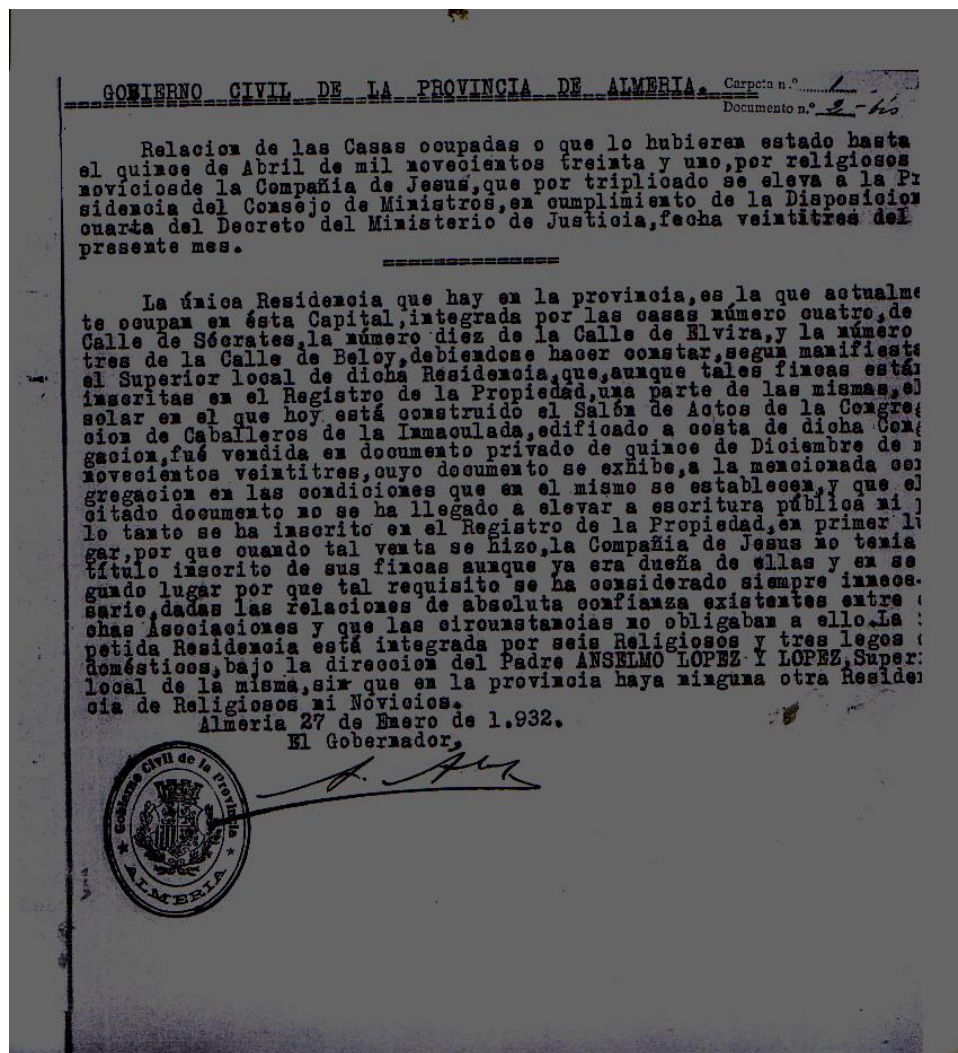 GOBIERNO CIVIL DE LA PROVINCIA DE ALMERIA. Carpeta n.º 1
Documento n.º 2-bis
Relacion de las Casas ocupadas o que lo hubieren estado hasta
el quince de Abril de mil novecientos treinta y uno,por religiosos
noviciosde la Compañia de Jesus,que por triplicado se eleva a la Pr
sidencia del Consejo de Ministros,en cumplimiento de la Disposicion
cuarta del Decreto del Ministerio de Justicia,fecha veintitres del
presente mes.
La única Residencia que hay en la provincia,es la que actualme
te ocupan en ésta Capital,integrada por las casas número cuatro,de
Calle de Sócrates,la número diez de la Calle de Elvira,y la número
tres de la Calle de Beloy,debiendose hacer constar,segun manifiesta
el Superior local de dicha Residencia,que,aunque tales fincas están
inscritas en el Registro de la Propiedad,una parte de las mismas,el
solar en el que hoy está construido el Salón de Actos de la Congreg
cion de Caballeros de la Inmaculada,edificado a costa de dicha Cong
gacion,fué vendida en documento privado de quince de Diciembre de m
novecientos veintitres,cuyo documento se exhibe,a la mencionada con
gregacion en las condiciones que en el mismo se establecen,y que el
citado documento no se ha llegado a elevar a escritura pública ni p
lo tanto se ha inscrito en el Registro de la Propiedad,en primer lu
gar,por que cuando tal venta se hizo,la Compañia de Jesus no tenia
título inscrito de sus fincas aunque ya era dueña de ellas y en se
gundo lugar por que tal requisito se ha considerado siempre innece
sario,dadas las relaciones de absoluta confianza existentes entre
chas Asociaciones y que las circunstancias no obligaban a ello.La
petida Residencia está integrada por seis Religiosos y tres legos
domésticos,bajo la direccion del Padre ANSELMO LOPEZ Y LOPEZ,Super
local de la misma,sin que en la provincia haya ninguna otra Residen
cia de Religiosos ni Novicios.
Almeria 27 de Enero de 1.932.
El Gobernador,
Gobierno Civil de la Provincia
ALMERIA